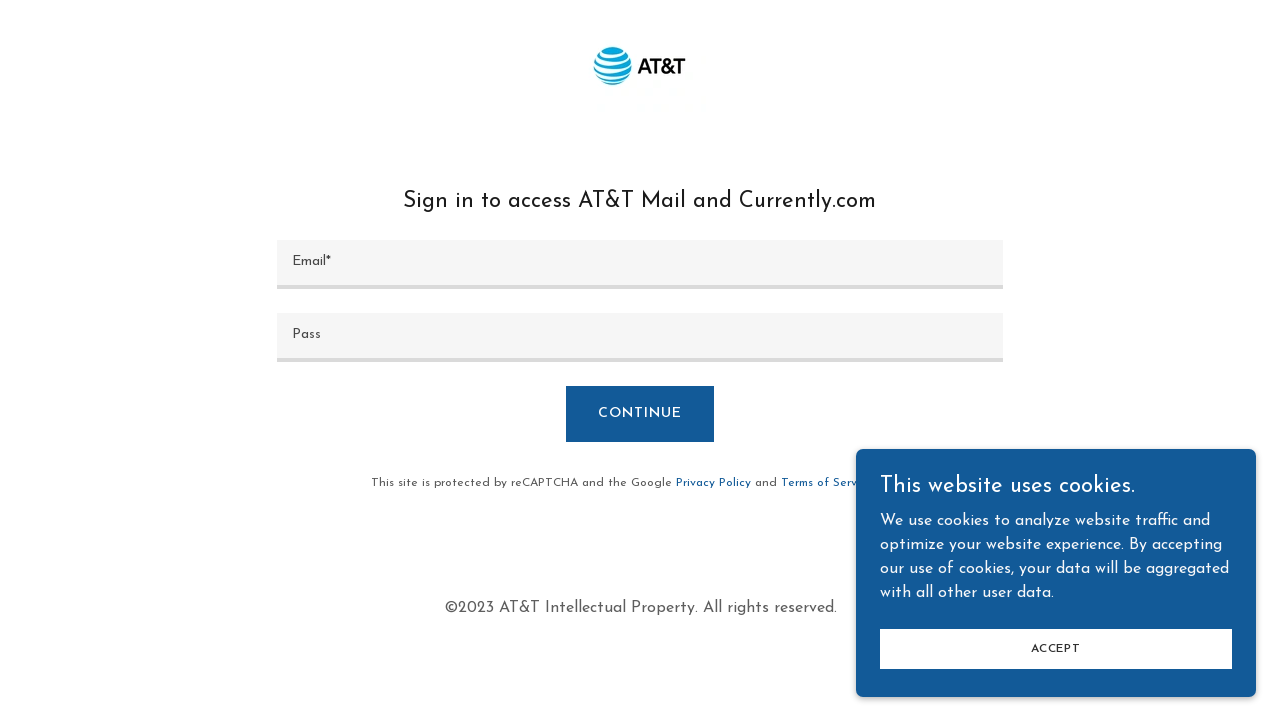 AT&T
Sign in to access AT&T Mail and Currently.com
Email*
Pass
CONTINUE
This site is protected by reCAPTCHA and the Google Privacy Policy and Terms of Serv
©2023 AT&T Intellectual Property. All rights reserved.
This website uses cookies.
We use cookies to analyze website traffic and
optimize your website experience. By accepting
our use of cookies, your data will be aggregated
with all other user data.
ACCEPT